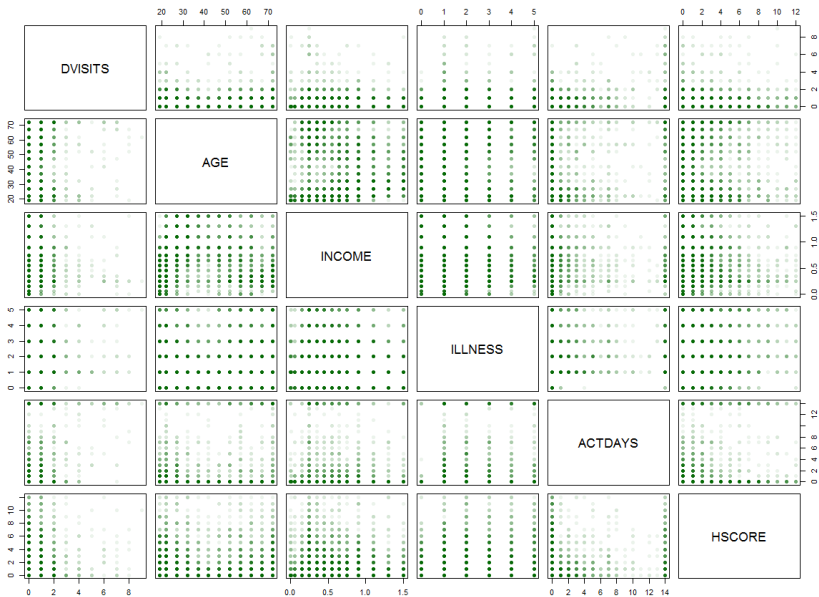 20 30 40 50 60 70 0 1 2 3 4 5 0 2 4 6 8 10 12
DVISITS 0 2 4 6 8
20 30 40 50 60 70 AGE
INCOME 0.0 0.5 1.0 1.5
0 1 2 3 4 5 ILLNESS
ACTDAYS 0 2 4 6 8 10 14
0 2 4 6 8 10 HSCORE
0 2 4 6 8 0.0 0.5 1.0 1.5 0 2 4 6 8 10 14